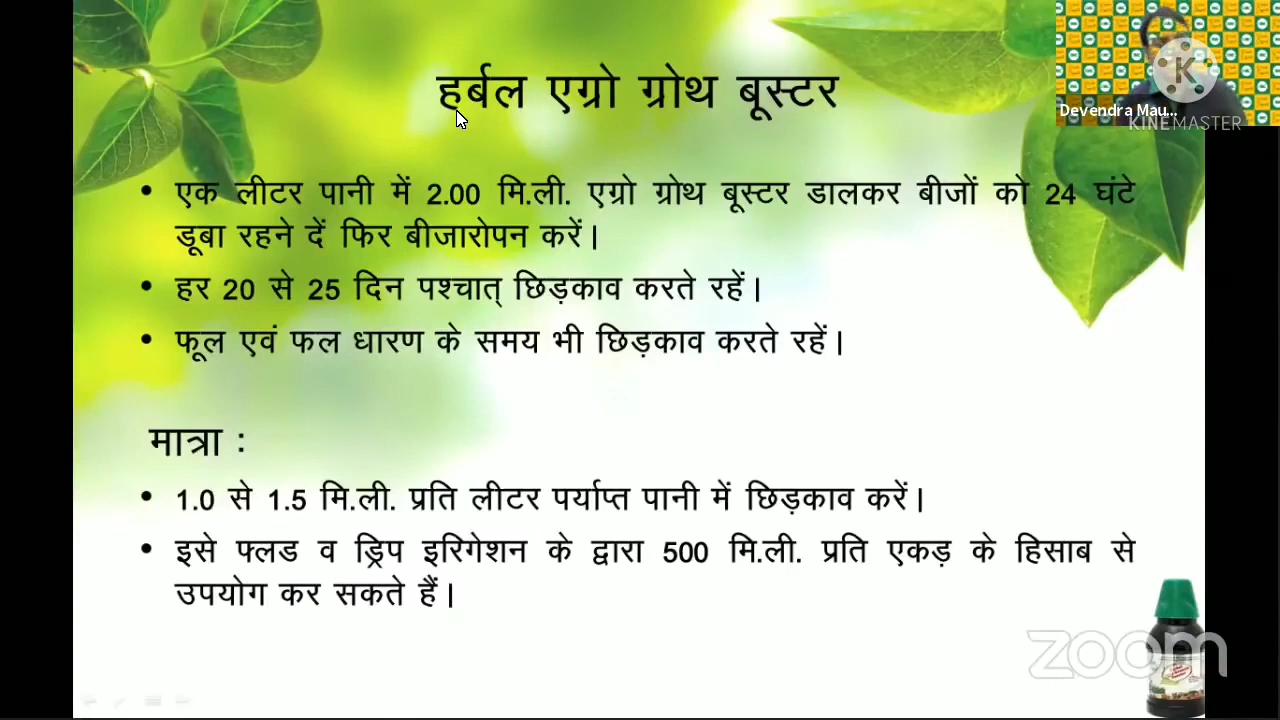 हर्बल एग्रो ग्रोथ बूस्टर
Devendra Mau...
KINEMASTER
• एक लीटर पानी में 2.00 मि.ली. एग्रो ग्रोथ बूस्टर डालकर बीजों को 24 घंटे
डूबा रहने दें फिर बीजारोपन करें।
• हर 20 से 25 दिन पश्चात् छिड़काव करते रहें।
• फूल एवं फल धारण के समय भी छिड़काव करते रहें।
मात्रा :
• 1.0 से 1.5 मि.ली. प्रति लीटर पर्याप्त पानी में छिड़काव करें।
• इसे फ्लड व ड्रिप इरिगेशन के द्वारा 500 मि.ली. प्रति एकड़ के हिसाब से
उपयोग कर सकते हैं।
zoom